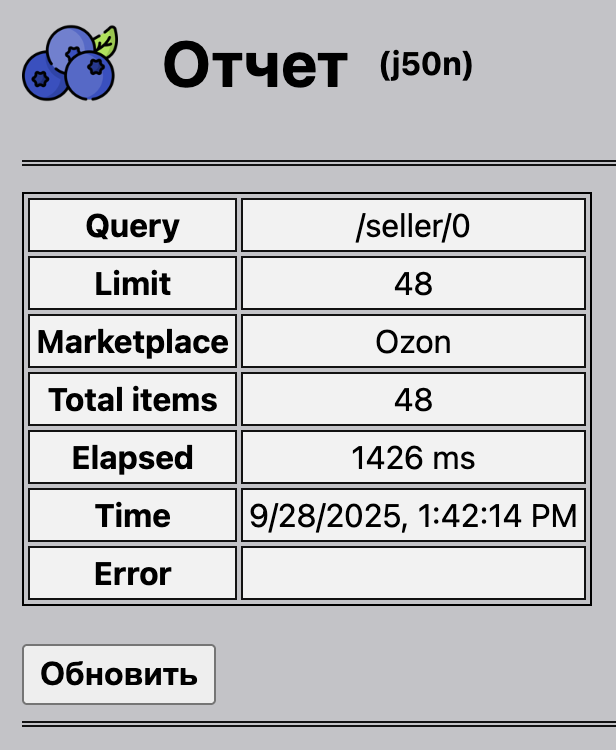 Отчет (j50n)
Query /seller/0
Limit 48
Marketplace Ozon
Total items 48
Elapsed 1426 ms
Time 9/28/2025, 1:42:14 PM
Error
Обновить